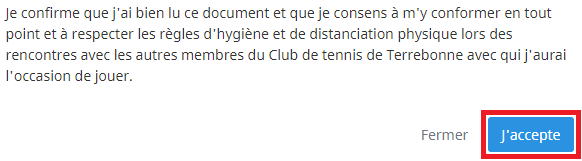 Je confirme que j'ai bien lu ce document et que je consens à m'y conformer en tout
point et à respecter les règles d'hygiène et de distanciation physique lors des
rencontres avec les autres membres du Club de tennis de Terrebonne avec qui j'aurai
l'occasion de jouer.
Fermer J'accepte